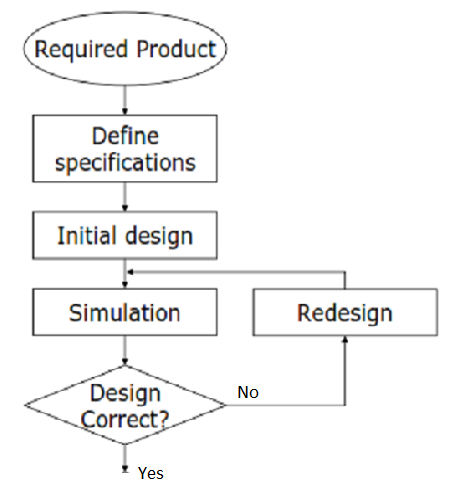 Required Product
Define
specifications
Initial design
Simulation
Redesign
Design
Correct?
No
Yes